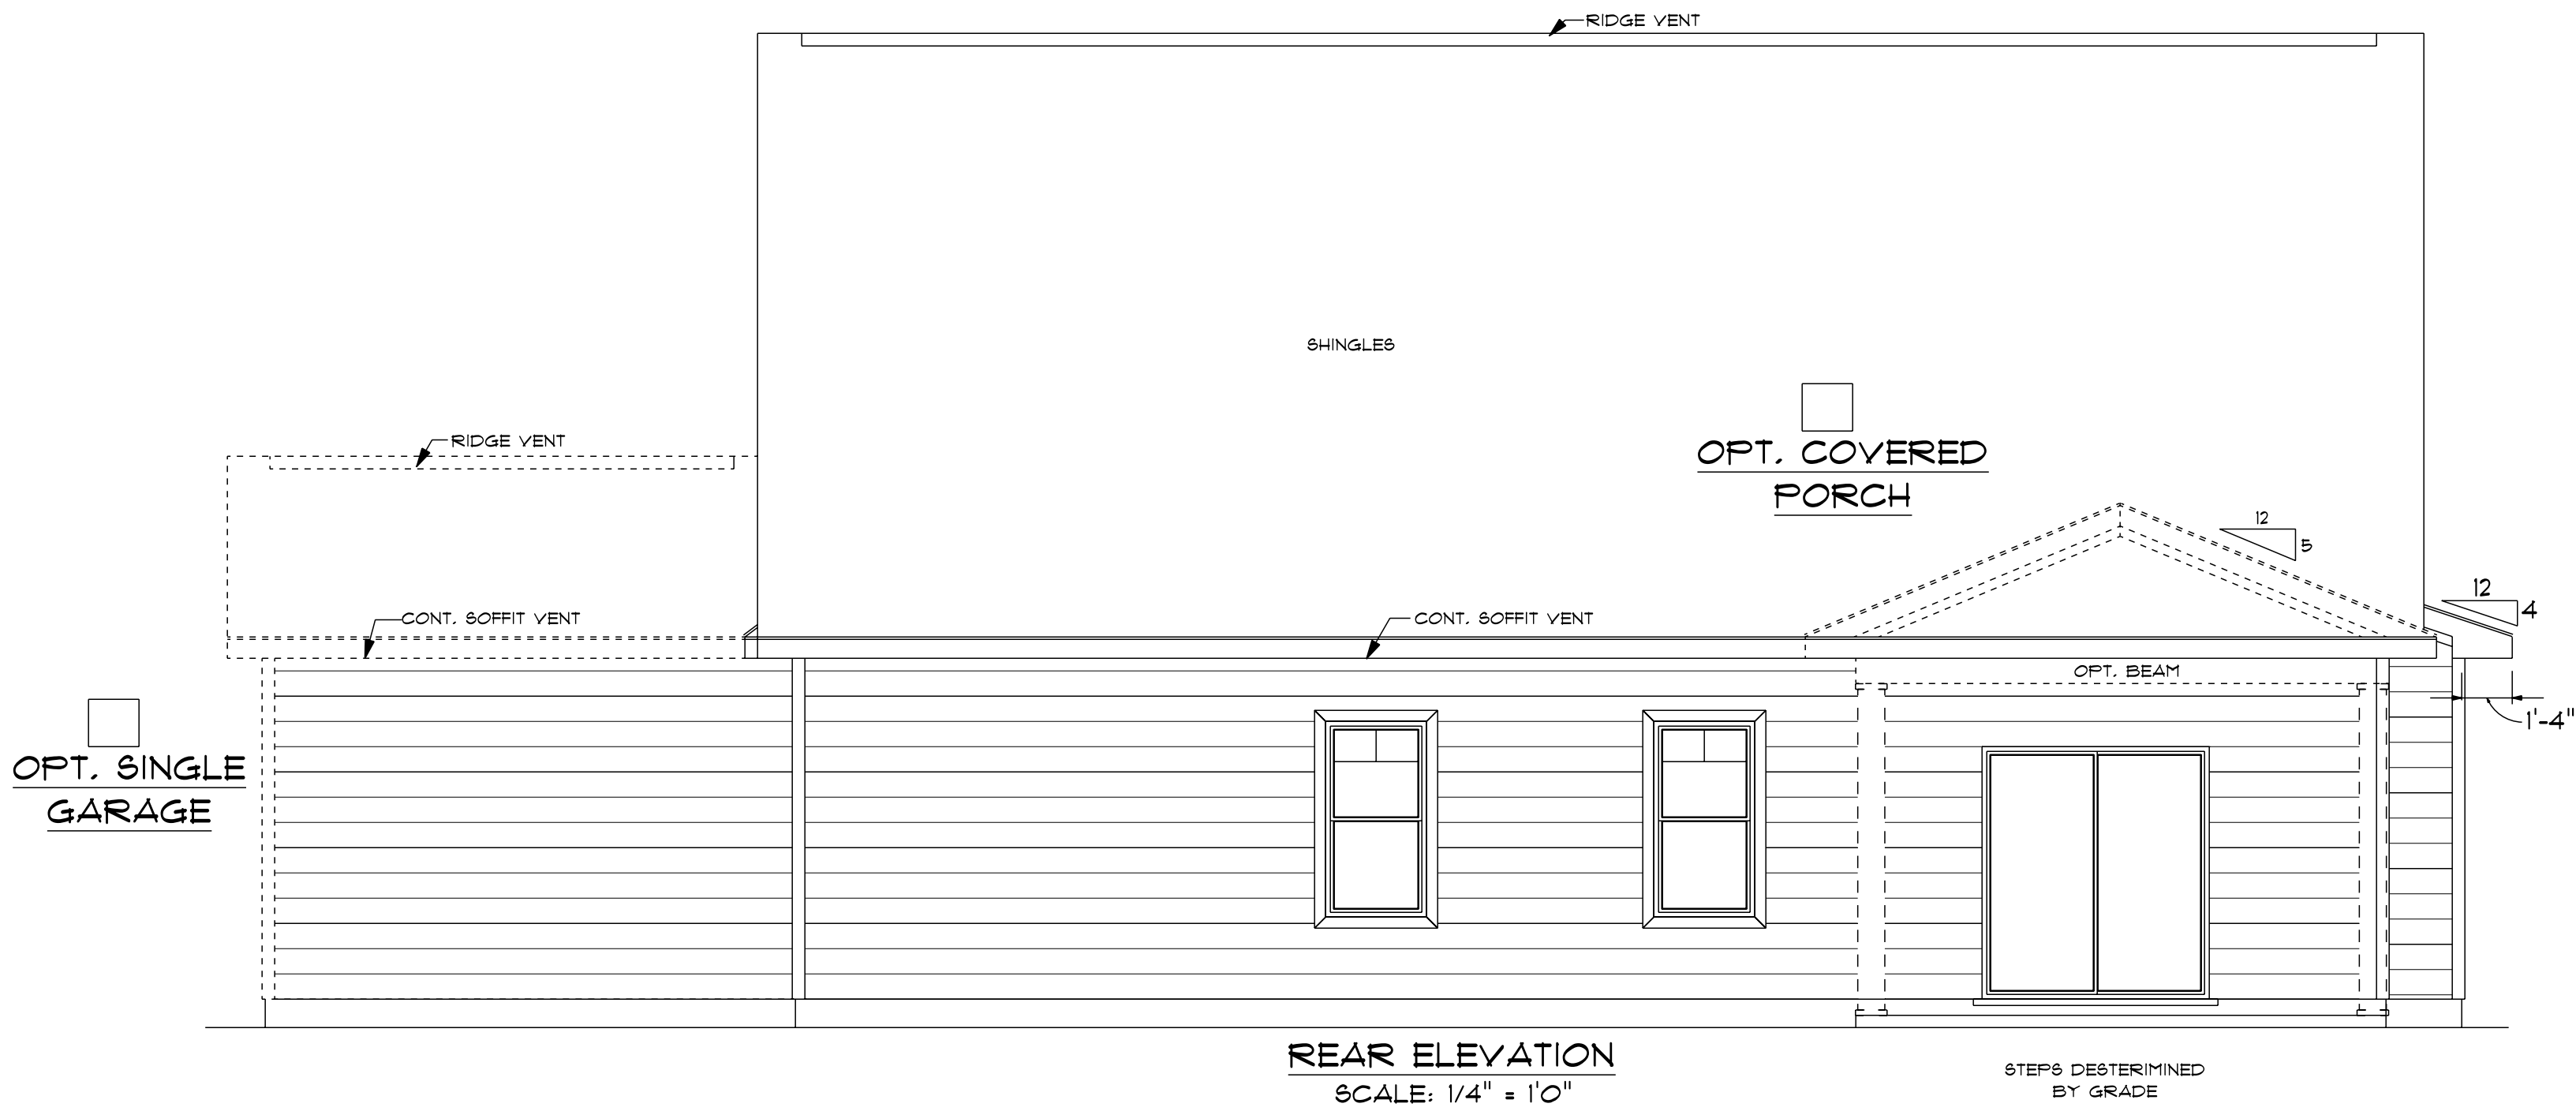 RIDGE VENT
SHINGLES
OPT. COVERED
PORCH
RIDGE VENT
12
5
12
4
CONT. SOFFIT VENT
CONT. SOFFIT VENT
OPT. BEAM
1'-4"
OPT. SINGLE
GARAGE
REAR ELEVATION
SCALE: 1/4" = 1'0"
STEPS DESTERIMINED
BY GRADE